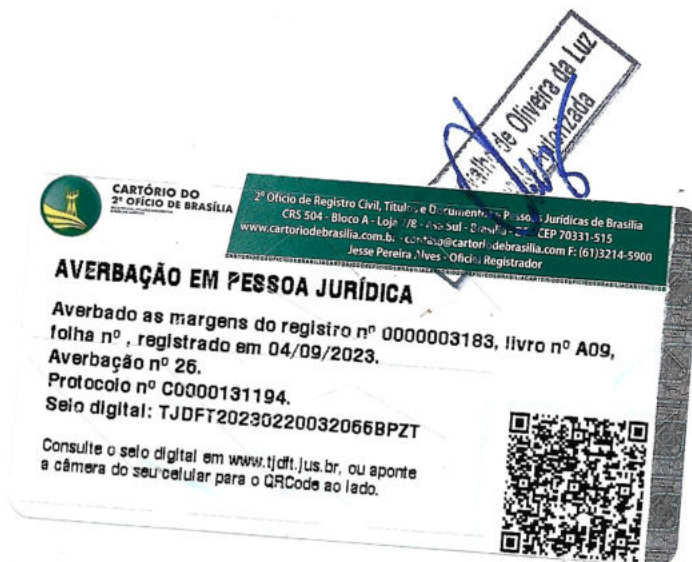 de Oliveira da Luz
Autorizada
CARTÓRIO DO
2º OFÍCIO DE BRASÍLIA
2º Ofício de Registro Civil, Títulos e Documentos e Pessoas Jurídicas de Brasília
CRS 504 - Bloco A - Loja 7/8 - Asa Sul - Brasília - CEP 70331-515
www.cartoriodebrasilia.com.br - contato@cartoriodebrasilia.com F: (61)3214-5900
Jesse Pereira Alves - Oficial Registrador
AVERBAÇÃO EM PESSOA JURÍDICA
Averbado as margens do registro nº 0000003183, livro nº A09,
folha nº , registrado em 04/09/2023.
Averbação nº 26.
Protocolo nº C0000131194.
Selo digital: TJDFT20230220032066BPZT
Consulte o selo digital em www.tjdft.jus.br, ou aponte
a câmera do seu celular para o QRCode ao lado.